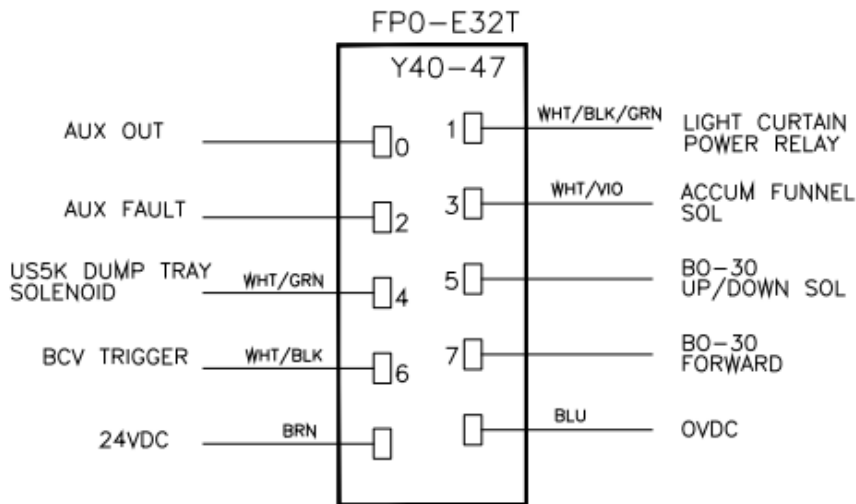 FPO-E32T
Y40-47
AUX OUT
0
1
WHT/BLK/GRN
LIGHT CURTAIN
POWER RELAY
AUX FAULT
2
3
WHT/VIO
ACCUM FUNNEL
SOL
US5K DUMP TRAY
SOLENOID
WHT/GRN
4
5
BO-30
UP/DOWN SOL
BCV TRIGGER
WHT/BLK
6
7
BO-30
FORWARD
24VDC
BRN
BLU
0VDC